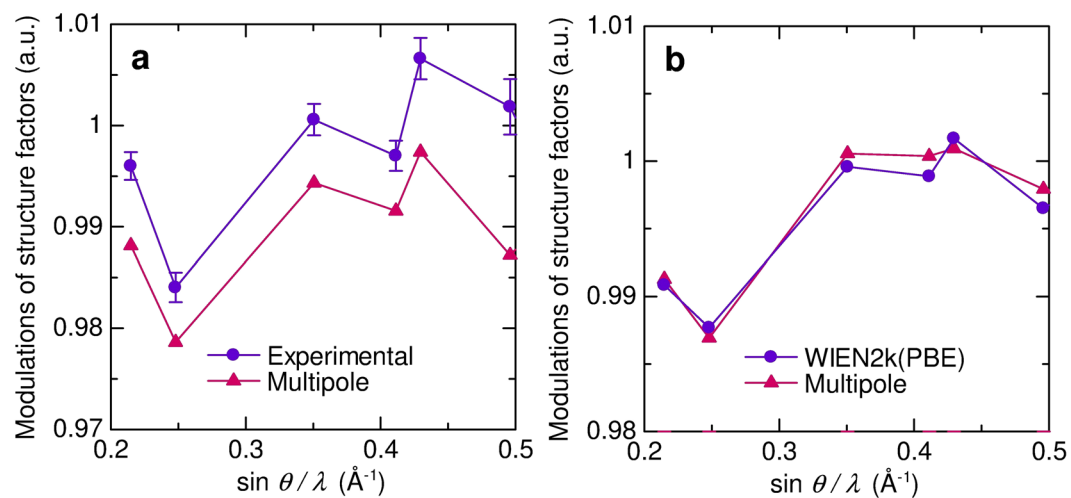 a
Modulations of structure factors (a.u.)
1.01
1
0.99
0.98
0.97
Experimental
Multipole
0.2 0.3 0.4 0.5
sin θ / λ (Å⁻¹)
b
Modulations of structure factors (a.u.)
1.01
1
0.99
0.98
WIEN2k(PBE)
Multipole
0.2 0.3 0.4 0.5
sin θ / λ (Å⁻¹)